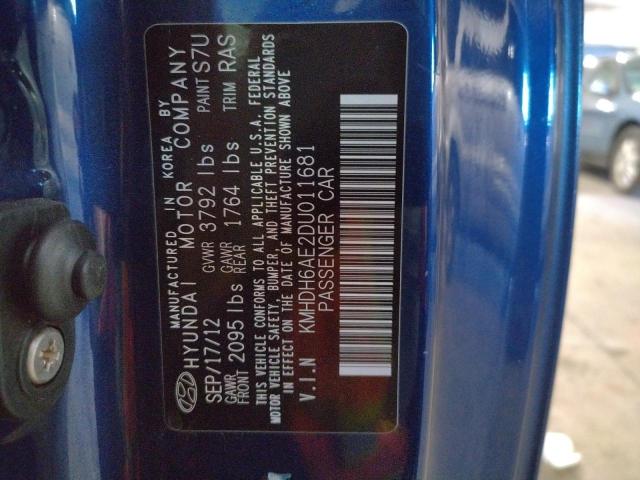 MANUFACTURED IN KOREA BY
HYUNDAI MOTOR COMPANY
SEP/17/12 GVWR 3792 lbs PAINT S7U
GAWR FRONT 2095 lbs GAWR REAR 1764 lbs TRIM RAS
THIS VEHICLE CONFORMS TO ALL APPLICABLE U.S.A. FEDERAL
MOTOR VEHICLE SAFETY, BUMPER, AND THEFT PREVENTION STANDARDS
IN EFFECT ON THE DATE OF MANUFACTURE SHOWN ABOVE
V.I.N KMHDH6AE2DU011681
PASSENGER CAR